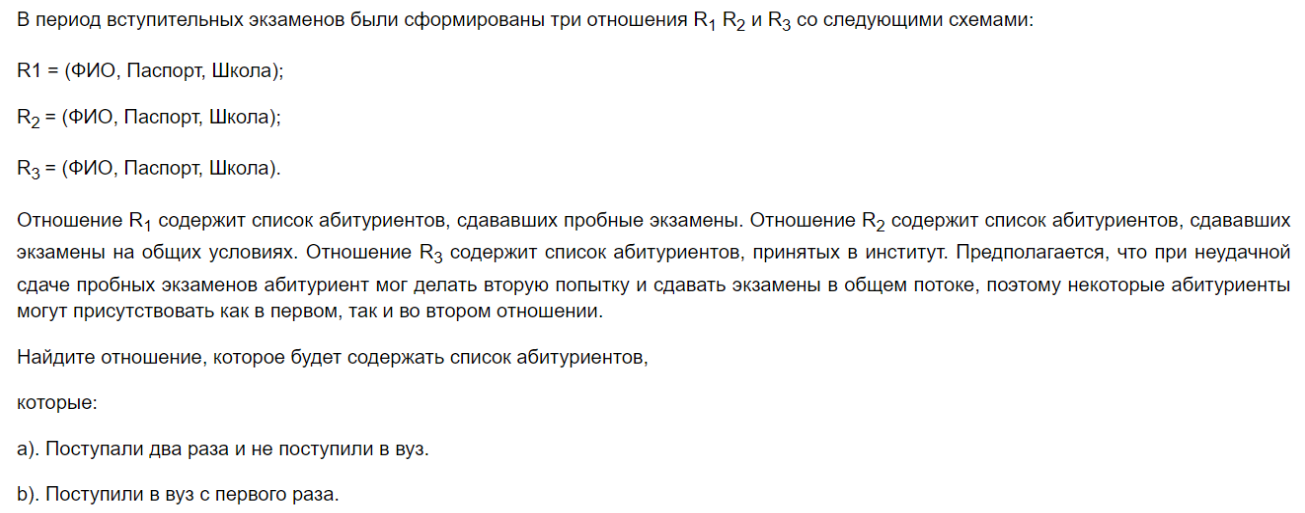 В период вступительных экзаменов были сформированы три отношения R₁ R₂ и R₃ со следующими схемами:
R1 = (ФИО, Паспорт, Школа);
R₂ = (ФИО, Паспорт, Школа);
R₃ = (ФИО, Паспорт, Школа).
Отношение R₁ содержит список абитуриентов, сдававших пробные экзамены. Отношение R₂ содержит список абитуриентов, сдававших
экзамены на общих условиях. Отношение R₃ содержит список абитуриентов, принятых в институт. Предполагается, что при неудачной
сдаче пробных экзаменов абитуриент мог делать вторую попытку и сдавать экзамены в общем потоке, поэтому некоторые абитуриенты
могут присутствовать как в первом, так и во втором отношении.
Найдите отношение, которое будет содержать список абитуриентов,
которые:
a). Поступали два раза и не поступили в вуз.
b). Поступили в вуз с первого раза.